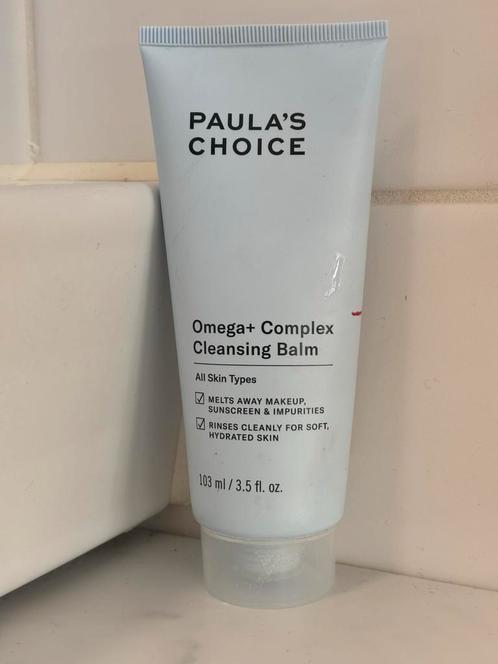 PAULA'S
CHOICE
Omega+ Complex
Cleansing Balm
All Skin Types
MELTS AWAY MAKEUP,
SUNSCREEN & IMPURITIES
RINSES CLEANLY FOR SOFT,
HYDRATED SKIN
103 ml / 3.5 fl. oz.